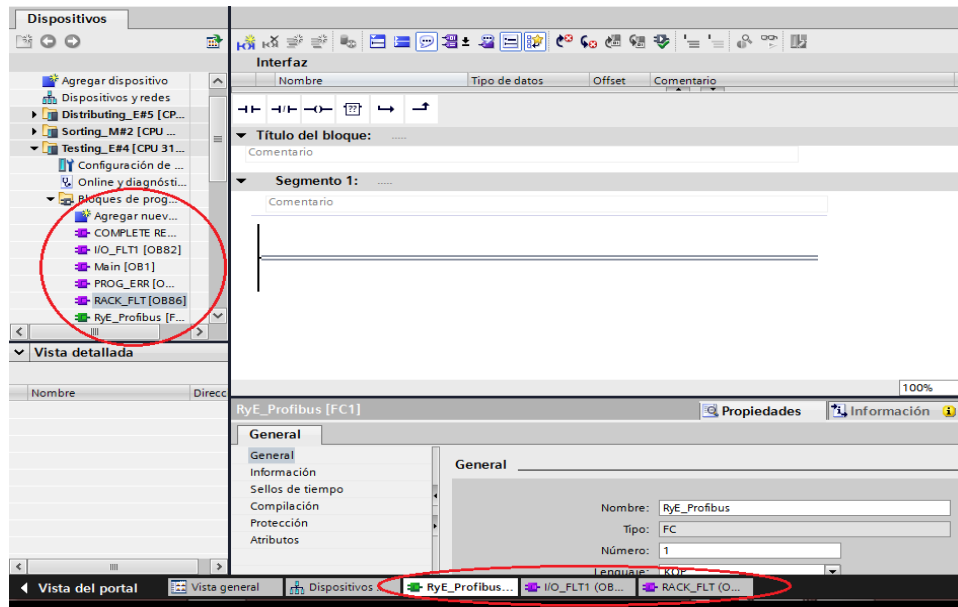 Dispositivos
Agregar dispositivo
Dispositivos y redes
Distributing_E#5 [CP...
Sorting_M#2 [CPU ...
Testing_E#4 [CPU 31...
Configuración de ...
Online y diagnósti...
Bloques de prog...
Agregar nuev...
COMPLETE RE...
I/O_FLT1 [OB82]
Main [OB1]
PROG_ERR [O...
RACK_FLT [OB86]
RyE_Profibus [F...
Vista detallada
Nombre Direcc
Interfaz
Nombre Tipo de datos Offset Comentario
Título del bloque: .....
Comentario
Segmento 1: .....
Comentario
100%
RyE_Profibus [FC1] Propiedades Información
General
General
Información
Sellos de tiempo
Compilación
Protección
Atributos
General
Nombre: RyE_Profibus
Tipo: FC
Número: 1
Lenguaje: KOP
Vista del portal Vista general Dispositivos RyE_Profibus... I/O_FLT1 (OB... RACK_FLT (O...